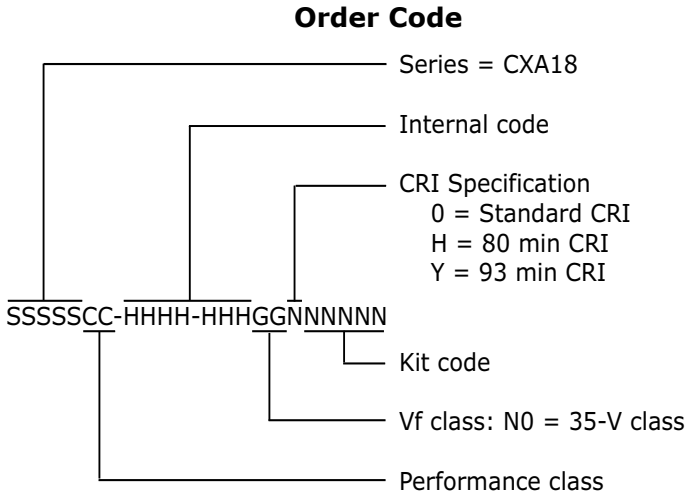 Order Code
Series = CXA18
Internal code
CRI Specification
0 = Standard CRI
H = 80 min CRI
Y = 93 min CRI
SSSSSCC-HHHH-HHHGGNNNNNN
Kit code
Vf class: N0 = 35-V class
Performance class